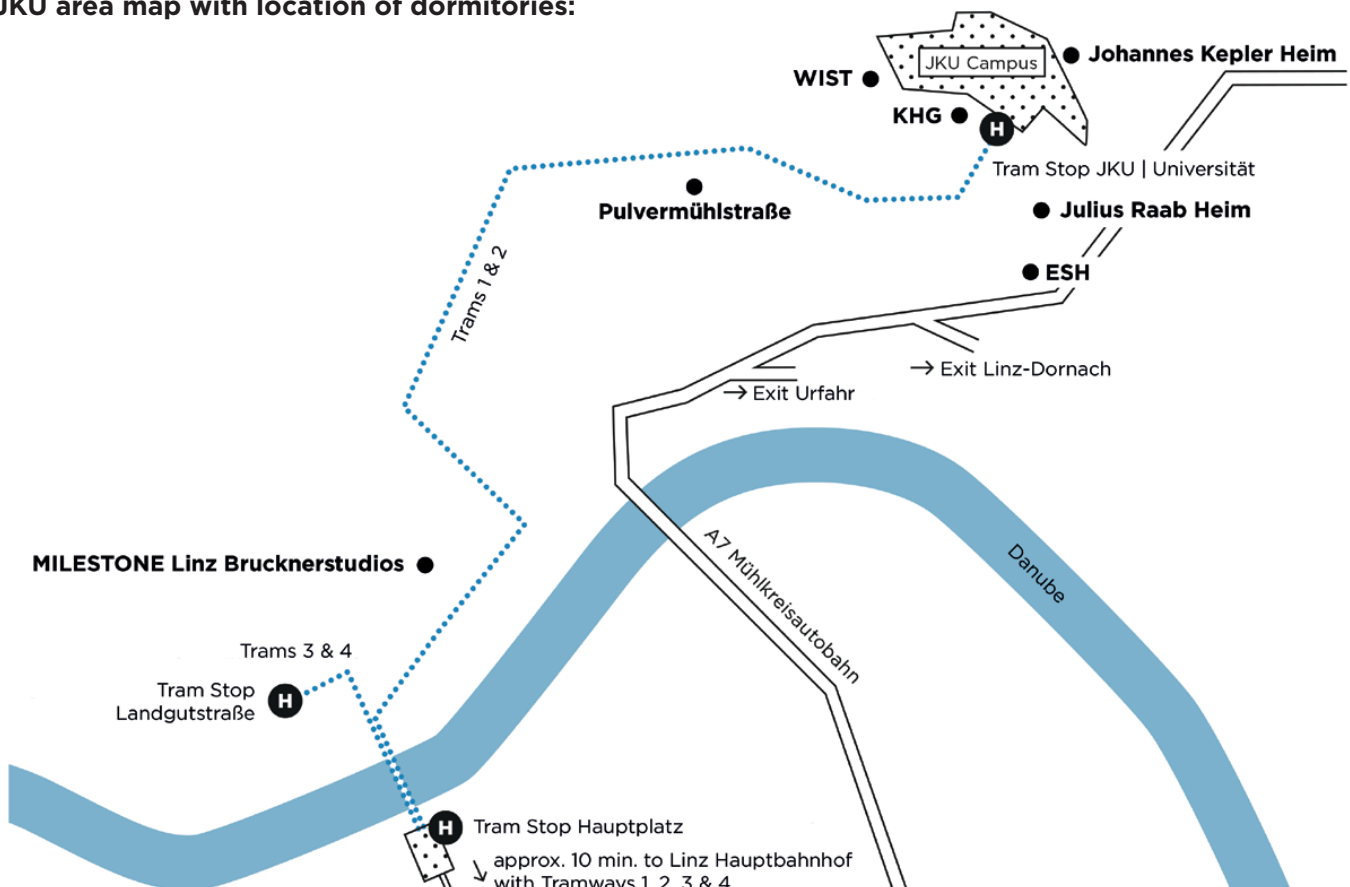 JKU area map with location of dormitories:
JKU Campus
Johannes Kepler Heim
WIST
KHG
H
Tram Stop JKU | Universität
Pulvermühlstraße
Julius Raab Heim
Trams 1 & 2
ESH
→ Exit Linz-Dornach
→ Exit Urfahr
A7 Mühlkreisautobahn
Danube
MILESTONE Linz Brucknerstudios
Trams 3 & 4
Tram Stop
Landgutstraße
H
H
Tram Stop Hauptplatz
approx. 10 min. to Linz Hauptbahnhof
with Tramways 1, 2, 3 & 4